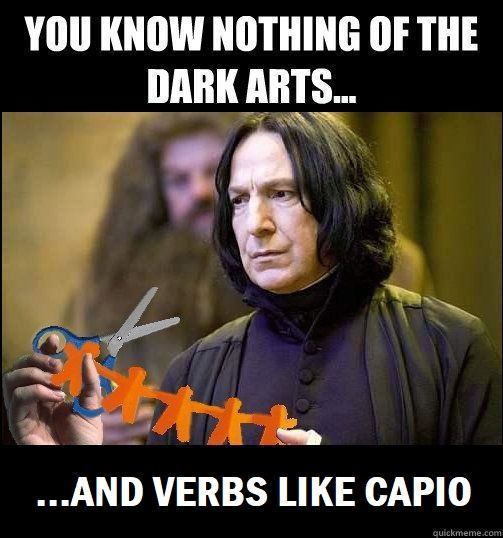 YOU KNOW NOTHING OF THE
DARK ARTS...
...AND VERBS LIKE CAPIO
quickmeme.com